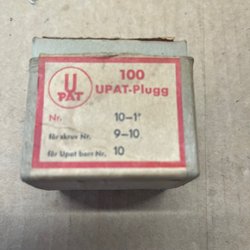 U
PAT
100
UPAT-Plugg
Nr. 10-1"
för skruv Nr. 9-10
för Upat borr Nr. 10